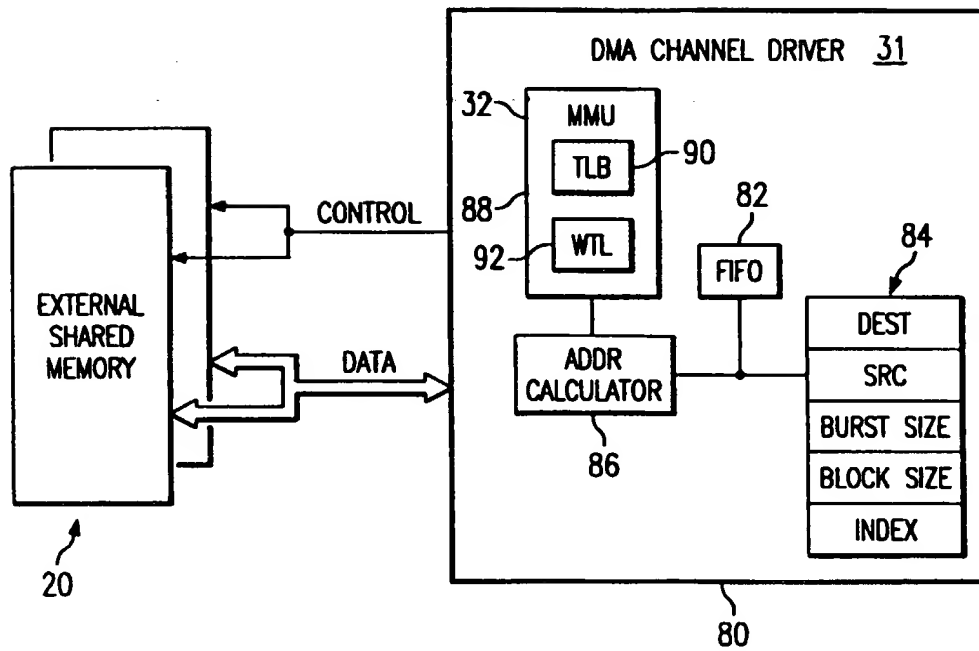 DMA CHANNEL DRIVER 31
32
MMU
TLB
90
88
92
WTL
82
FIFO
84
DEST
SRC
BURST SIZE
BLOCK SIZE
INDEX
ADDR
CALCULATOR
86
CONTROL
DATA
EXTERNAL
SHARED
MEMORY
20
80